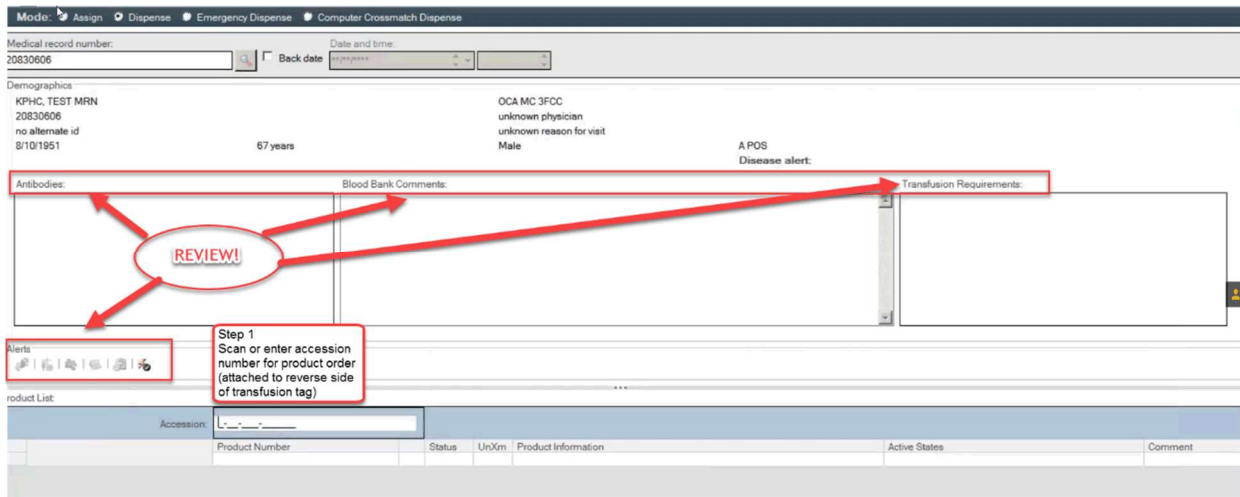 Mode: Assign Dispense Emergency Dispense Computer Crossmatch Dispense
Medical record number: Date and time:
20830606 Back date **/**/****
Demographics
KPHC, TEST MRN OCA MC 3FCC
20830606 unknown physician
no alternate id unknown reason for visit
8/10/1951 67 years Male A POS
Disease alert:
Antibodies: Blood Bank Comments: Transfusion Requirements:
REVIEW!
Step 1
Scan or enter accession
number for product order
(attached to reverse side
of transfusion tag)
Alerts
roduct List:
Accession: L-__-___-______
Product Number Status UnXm Product Information Active States Comment